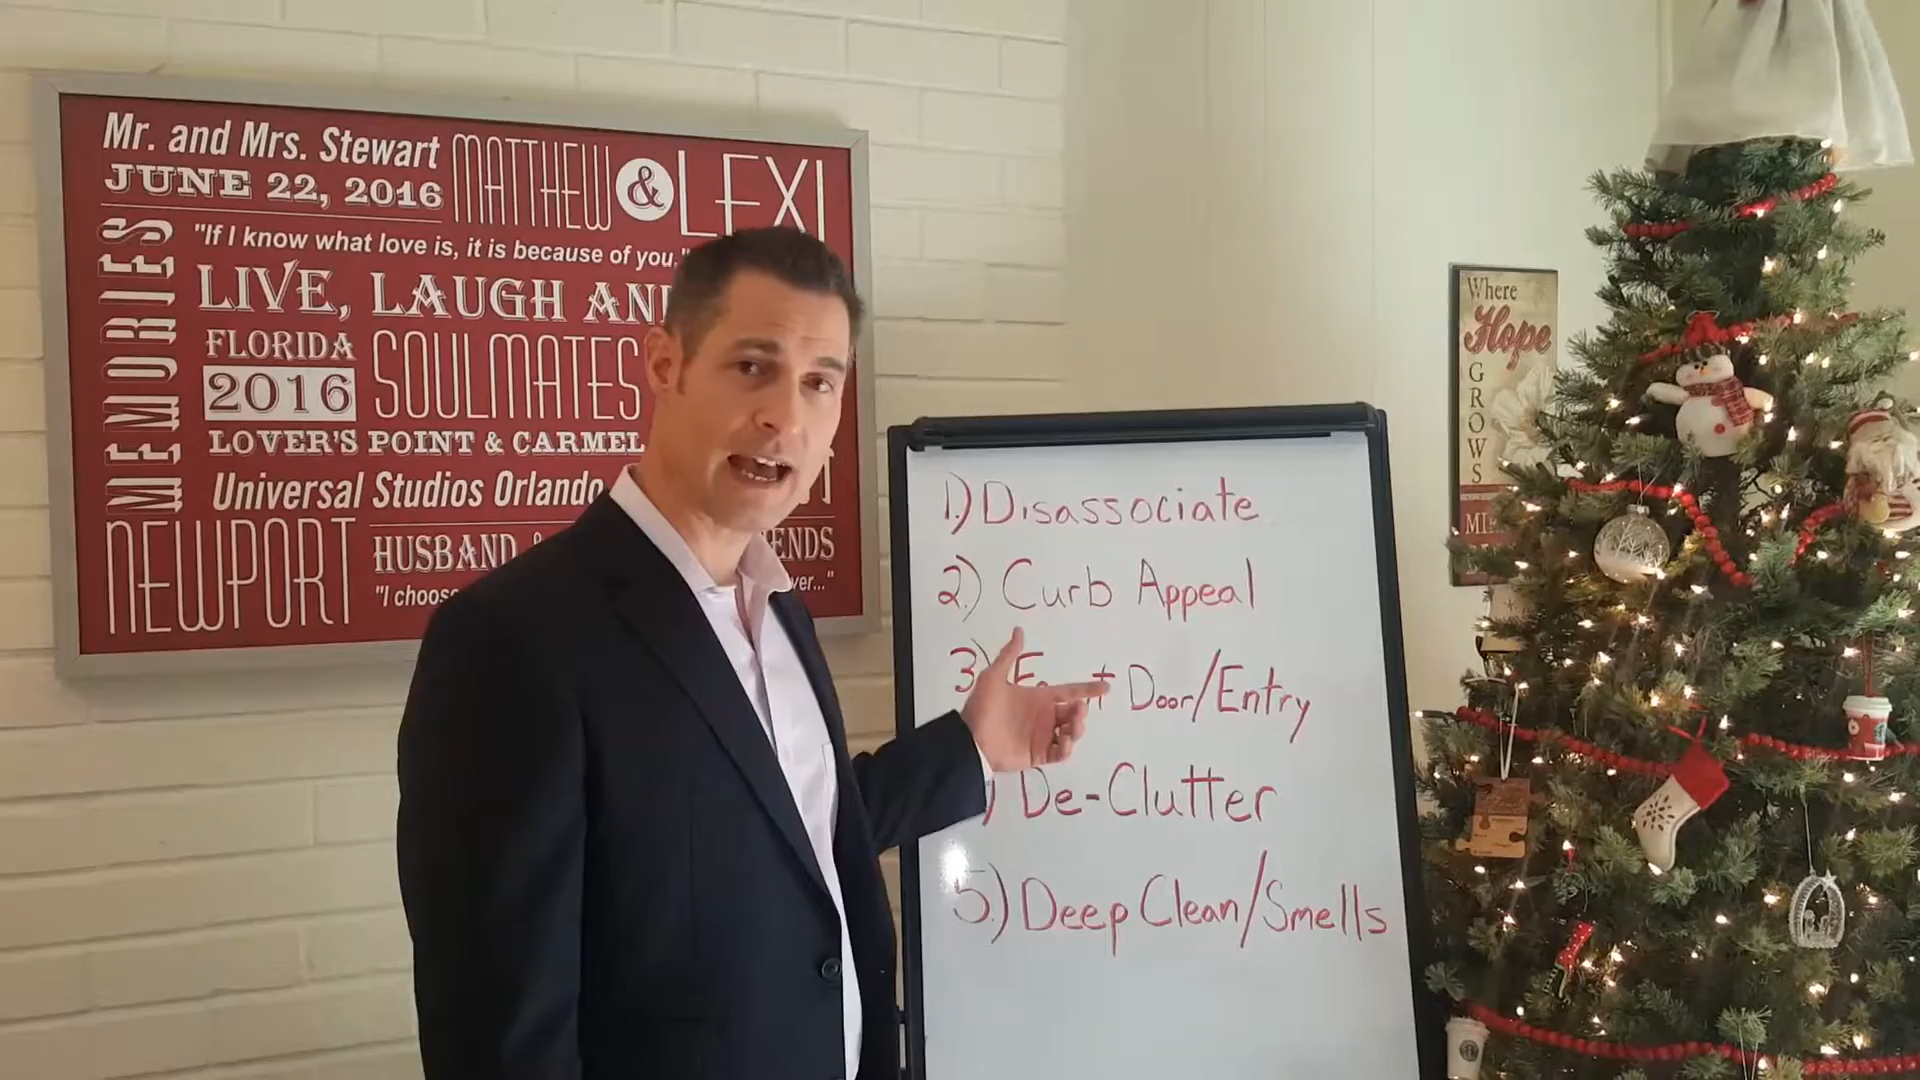 Mr. and Mrs. Stewart
JUNE 22, 2016
MATTHEW & LEXI
MEMORIES
"If I know what love is, it is because of you."
LIVE, LAUGH AND
FLORIDA
2016
SOULMATES
LOVER'S POINT & CARMEL
Universal Studios Orlando
NEWPORT
HUSBAND &
ENDS
"I choose
ver..."
1.) Disassociate
2.) Curb Appeal
3.) Front Door/Entry
) De-Clutter
5.) Deep Clean/Smells
Where
Hope
GROWS